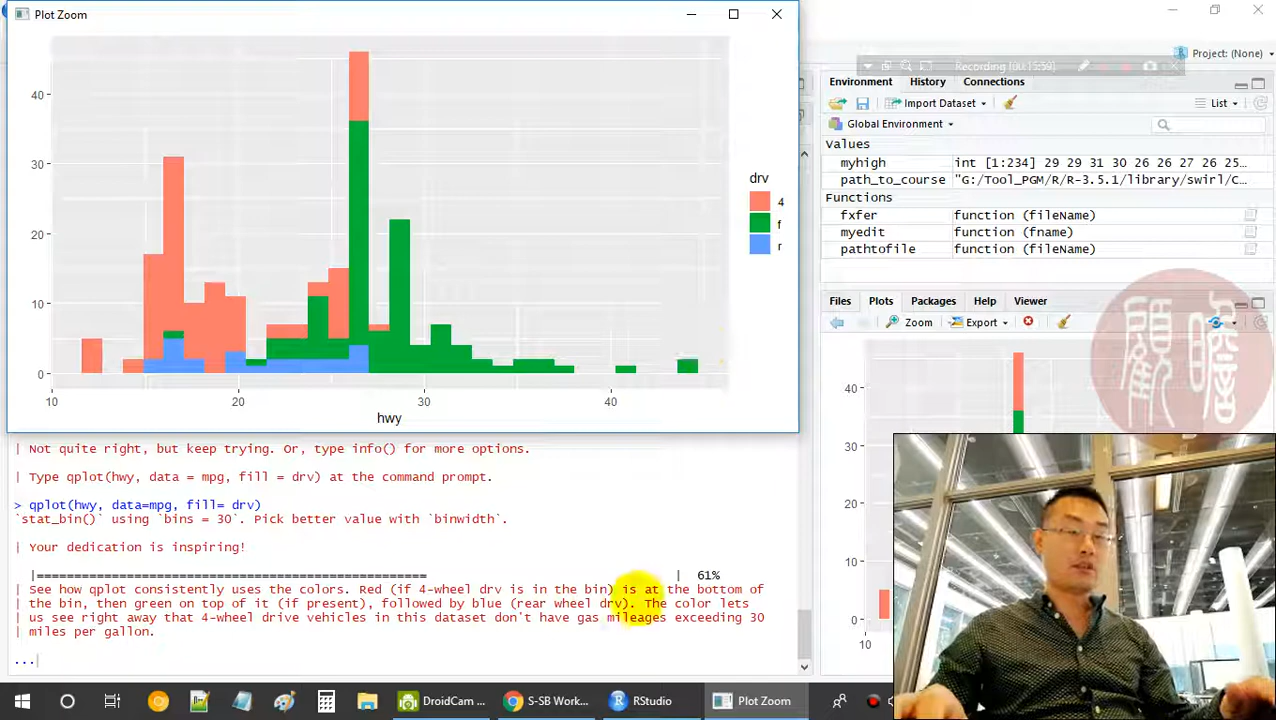 Plot Zoom
Project: (None)
Recording [00:15:59]
Environment
History
Connections
Import Dataset
List
Global Environment
Values
myhigh int [1:234] 29 29 31 30 26 26 27 26 25...
path_to_course "G:/Tool_PGM/R/R-3.5.1/library/swirl/C...
Functions
fxfer function (fileName)
myedit function (fname)
pathtofile function (fileName)
Files
Plots
Packages
Help
Viewer
Zoom
Export
40
30
20
10
0
10
20
30
40
hwy
drv
4
f
r
40
30
20
10
0
10
| Not quite right, but keep trying. Or, type info() for more options.
| Type qplot(hwy, data = mpg, fill = drv) at the command prompt.
> qplot(hwy, data=mpg, fill= drv)
`stat_bin()` using `bins = 30`. Pick better value with `binwidth`.
| Your dedication is inspiring!
|==================================================== | 61%
| See how qplot consistently uses the colors. Red (if 4-wheel drv is in the bin) is at the bottom of
| the bin, then green on top of it (if present), followed by blue (rear wheel drv). The color lets
| us see right away that 4-wheel drive vehicles in this dataset don't have gas mileages exceeding 30
| miles per gallon.
...
DroidCam ...
S-SB Work...
RStudio
Plot Zoom